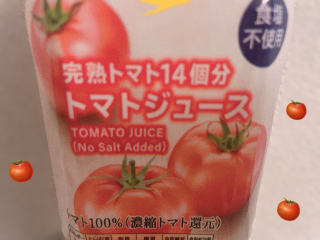 食塩
不使用
完熟トマト14個分
トマトジュース
TOMATO JUICE
(No Salt Added)
マト100%(濃縮トマト還元)